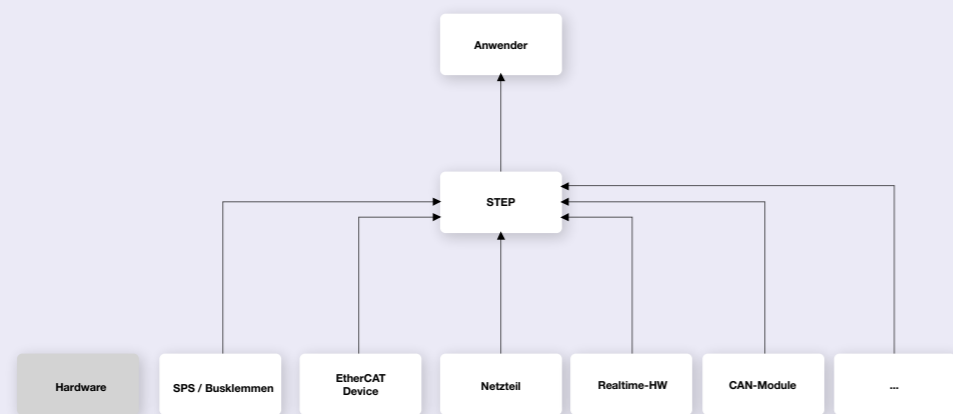 Anwender
STEP
Hardware
SPS / Busklemmen
EtherCAT
Device
Netzteil
Realtime-HW
CAN-Module
...